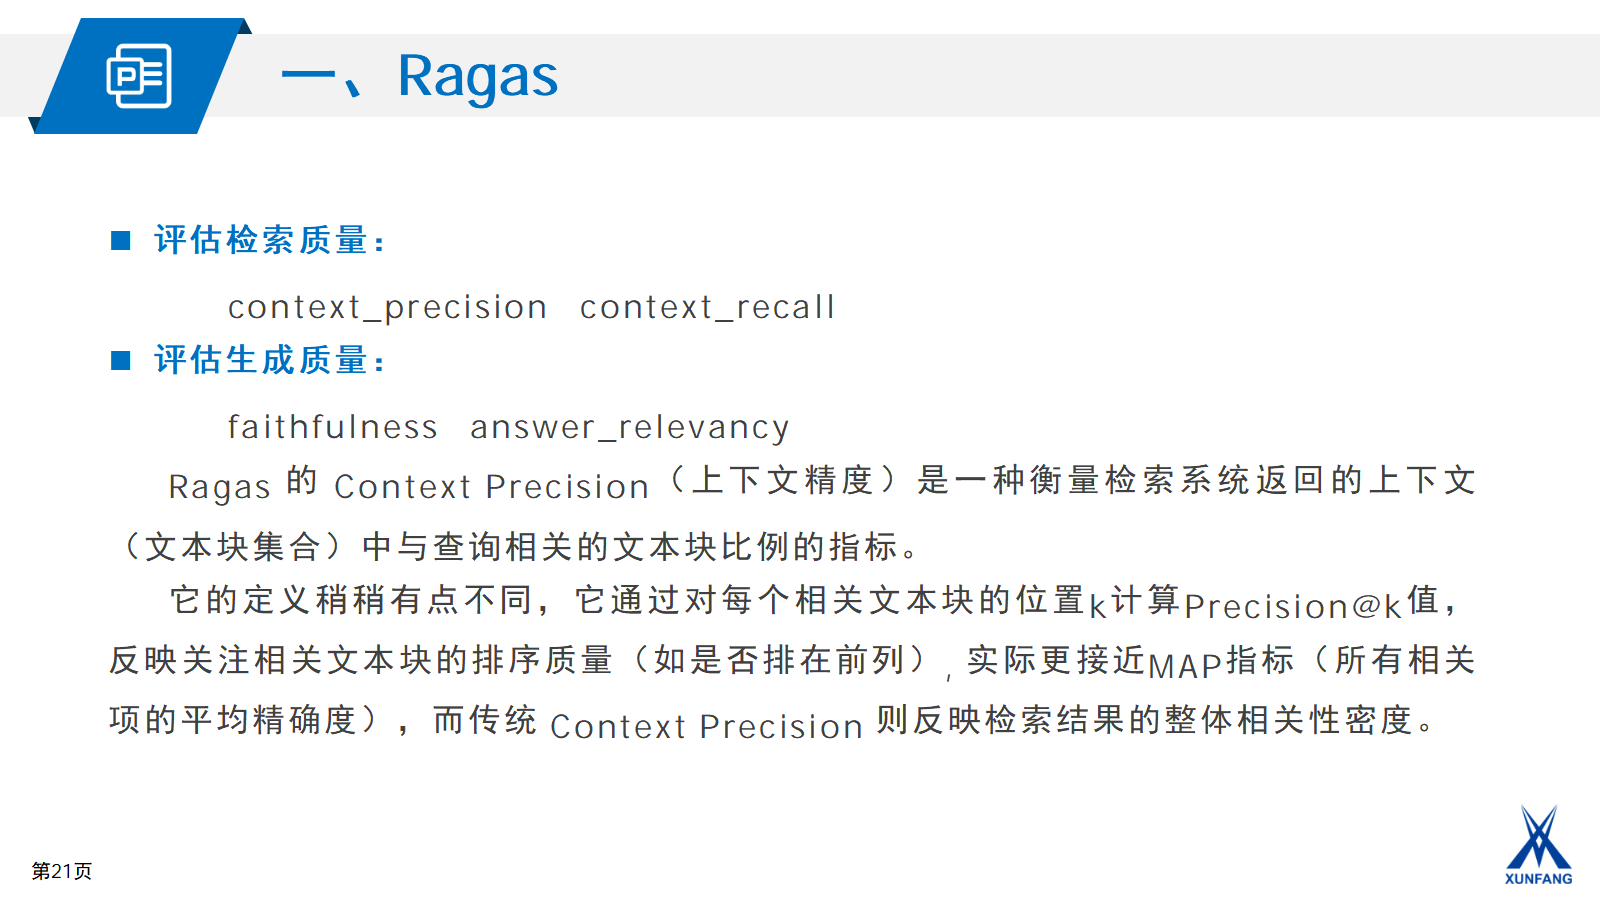 一、Ragas
评估检索质量：
context_precision context_recall
评估生成质量：
faithfulness answer_relevancy
Ragas 的 Context Precision（上下文精度）是一种衡量检索系统返回的上下文
（文本块集合）中与查询相关的文本块比例的指标。
它的定义稍稍有点不同，它通过对每个相关文本块的位置k计算Precision@k值，
反映关注相关文本块的排序质量（如是否排在前列）, 实际更接近MAP指标（所有相关
项的平均精确度），而传统 Context Precision 则反映检索结果的整体相关性密度。
第21页
XUNFANG